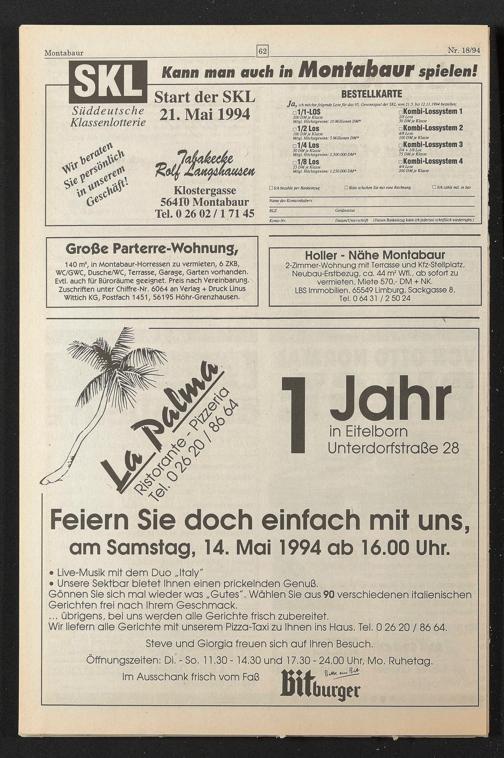 Montabaur
62
Nr. 18/94
SKL
Süddeutsche
Klassenlotterie
Kann man auch in Montabaur spielen!
Start der SKL
21. Mai 1994
Wir beraten
Sie persönlich
in unserem
Geschäft!
Tabakecke
Rolf Langshausen
Klostergasse
56410 Montabaur
Tel. 0 26 02 / 1 71 45
BESTELLKARTE
1/1-LOS
1/2 Los
1/4 Los
1/8 Los
Kombi-Lossystem 1
Kombi-Lossystem 2
Kombi-Lossystem 3
Kombi-Lossystem 4
Große Parterre-Wohnung,
140 m², in Montabaur-Horressen zu vermieten, 6 ZKB,
WC/GWC, Dusche/WC, Terrasse, Garage, Garten vorhanden.
Evtl. auch für Büroräume geeignet. Preis nach Vereinbarung.
Zuschriften unter Chiffre-Nr. 6064 an Verlag + Druck Linus
Wittich KG, Postfach 1451, 56195 Höhr-Grenzhausen.
Holler - Nähe Montabaur
2-Zimmer-Wohnung mit Terrasse und Kfz-Stellplatz,
Neubau-Erstbezug, ca. 44 m² Wfl., ab sofort zu
vermieten. Miete 570,- DM + NK.
LBS Immobilien, 65549 Limburg, Sackgasse 8.
Tel. 0 64 31 / 2 50 24
La Palma
Ristorante - Pizzeria
Tel. 0 26 20 / 86 64
1 Jahr
in Eitelborn
Unterdorfstraße 28
Feiern Sie doch einfach mit uns,
am Samstag, 14. Mai 1994 ab 16.00 Uhr.
• Live-Musik mit dem Duo „Italy"
• Unsere Sektbar bietet Ihnen einen prickelnden Genuß.
Gönnen Sie sich mal wieder was „Gutes". Wählen Sie aus 90 verschiedenen italienischen
Gerichten frei nach Ihrem Geschmack.
... übrigens, bei uns werden alle Gerichte frisch zubereitet.
Wir liefern alle Gerichte mit unserem Pizza-Taxi zu Ihnen ins Haus. Tel. 0 26 20 / 86 64.
Steve und Giorgia freuen sich auf Ihren Besuch.
Öffnungszeiten: Di. - So. 11.30 - 14.30 und 17.30 - 24.00 Uhr, Mo. Ruhetag.
Im Ausschank frisch vom Faß
Bitte ein Bit
Bitburger